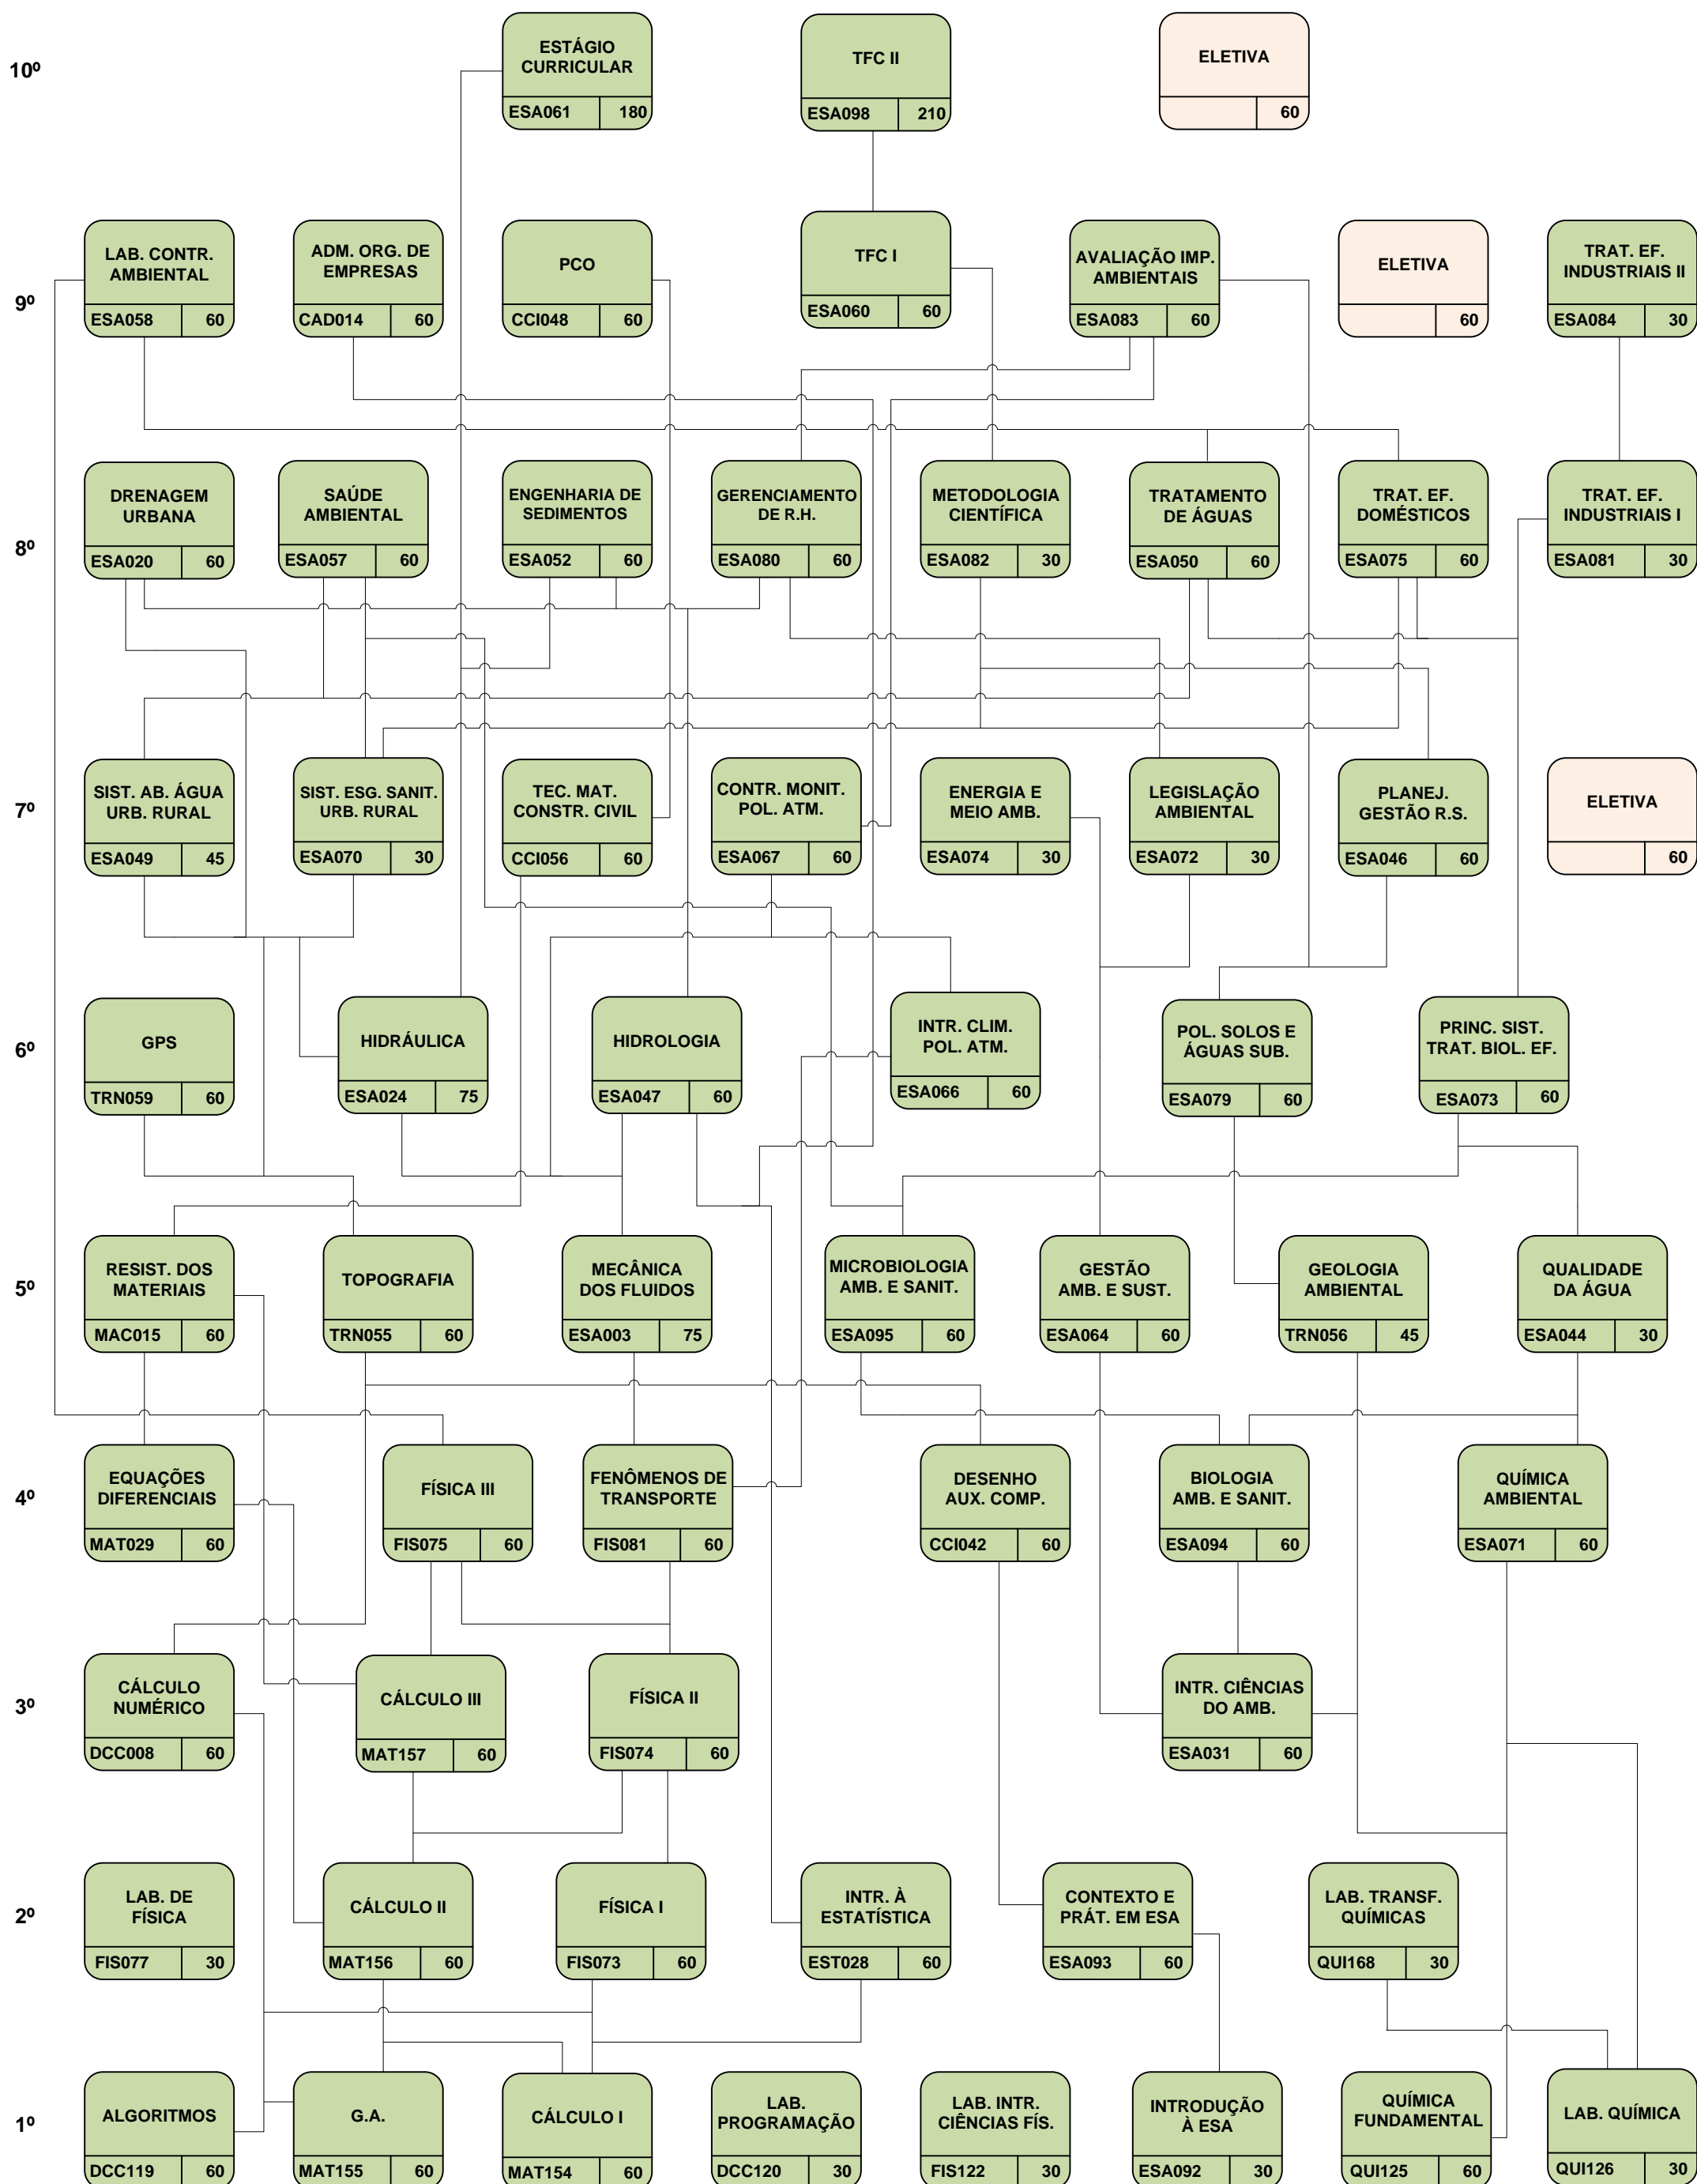 10º
ESTÁGIO
CURRICULAR
ESA061 180
TFC II
ESA098 210
ELETIVA
60
9º
LAB. CONTR.
AMBIENTAL
ESA058 60
ADM. ORG. DE
EMPRESAS
CAD014 60
PCO
CCI048 60
TFC I
ESA060 60
AVALIAÇÃO IMP.
AMBIENTAIS
ESA083 60
ELETIVA
60
TRAT. EF.
INDUSTRIAIS II
ESA084 30
8º
DRENAGEM
URBANA
ESA020 60
SAÚDE
AMBIENTAL
ESA057 60
ENGENHARIA DE
SEDIMENTOS
ESA052 60
GERENCIAMENTO
DE R.H.
ESA080 60
METODOLOGIA
CIENTÍFICA
ESA082 30
TRATAMENTO
DE ÁGUAS
ESA050 60
TRAT. EF.
DOMÉSTICOS
ESA075 60
TRAT. EF.
INDUSTRIAIS I
ESA081 30
7º
SIST. AB. ÁGUA
URB. RURAL
ESA049 45
SIST. ESG. SANIT.
URB. RURAL
ESA070 30
TEC. MAT.
CONSTR. CIVIL
CCI056 60
CONTR. MONIT.
POL. ATM.
ESA067 60
ENERGIA E
MEIO AMB.
ESA074 30
LEGISLAÇÃO
AMBIENTAL
ESA072 30
PLANEJ.
GESTÃO R.S.
ESA046 60
ELETIVA
60
6º
GPS
TRN059 60
HIDRÁULICA
ESA024 75
HIDROLOGIA
ESA047 60
INTR. CLIM.
POL. ATM.
ESA066 60
POL. SOLOS E
ÁGUAS SUB.
ESA079 60
PRINC. SIST.
TRAT. BIOL. EF.
ESA073 60
5º
RESIST. DOS
MATERIAIS
MAC015 60
TOPOGRAFIA
TRN055 60
MECÂNICA
DOS FLUIDOS
ESA003 75
MICROBIOLOGIA
AMB. E SANIT.
ESA095 60
GESTÃO
AMB. E SUST.
ESA064 60
GEOLOGIA
AMBIENTAL
TRN056 45
QUALIDADE
DA ÁGUA
ESA044 30
4º
EQUAÇÕES
DIFERENCIAIS
MAT029 60
FÍSICA III
FIS075 60
FENÔMENOS DE
TRANSPORTE
FIS081 60
DESENHO
AUX. COMP.
CCI042 60
BIOLOGIA
AMB. E SANIT.
ESA094 60
QUÍMICA
AMBIENTAL
ESA071 60
3º
CÁLCULO
NUMÉRICO
DCC008 60
CÁLCULO III
MAT157 60
FÍSICA II
FIS074 60
INTR. CIÊNCIAS
DO AMB.
ESA031 60
2º
LAB. DE
FÍSICA
FIS077 30
CÁLCULO II
MAT156 60
FÍSICA I
FIS073 60
INTR. À
ESTATÍSTICA
EST028 60
CONTEXTO E
PRÁT. EM ESA
ESA093 60
LAB. TRANSF.
QUÍMICAS
QUI168 30
1º
ALGORITMOS
DCC119 60
G.A.
MAT155 60
CÁLCULO I
MAT154 60
LAB.
PROGRAMAÇÃO
DCC120 30
LAB. INTR.
CIÊNCIAS FÍS.
FIS122 30
INTRODUÇÃO
À ESA
ESA092 30
QUÍMICA
FUNDAMENTAL
QUI125 60
LAB. QUÍMICA
QUI126 30